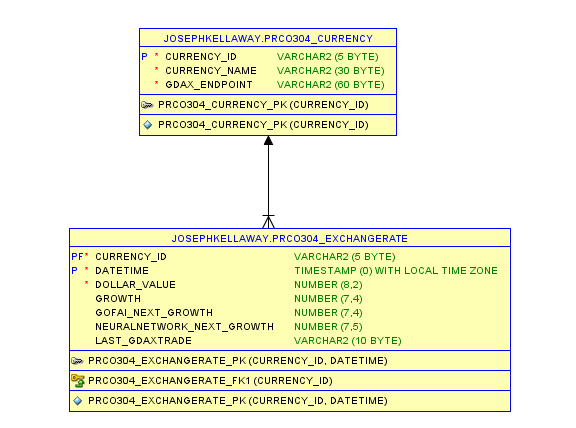 JOSEPHKELLAWAY.PRCO304_CURRENCY
P * CURRENCY_ID VARCHAR2 (5 BYTE)
* CURRENCY_NAME VARCHAR2 (30 BYTE)
* GDAX_ENDPOINT VARCHAR2 (60 BYTE)
PRCO304_CURRENCY_PK (CURRENCY_ID)
PRCO304_CURRENCY_PK (CURRENCY_ID)
JOSEPHKELLAWAY.PRCO304_EXCHANGERATE
PF* CURRENCY_ID VARCHAR2 (5 BYTE)
P * DATETIME TIMESTAMP (0) WITH LOCAL TIME ZONE
* DOLLAR_VALUE NUMBER (8,2)
GROWTH NUMBER (7,4)
GOFAI_NEXT_GROWTH NUMBER (7,4)
NEURALNETWORK_NEXT_GROWTH NUMBER (7,5)
LAST_GDAXTRADE VARCHAR2 (10 BYTE)
PRCO304_EXCHANGERATE_PK (CURRENCY_ID, DATETIME)
PRCO304_EXCHANGERATE_FK1 (CURRENCY_ID)
PRCO304_EXCHANGERATE_PK (CURRENCY_ID, DATETIME)